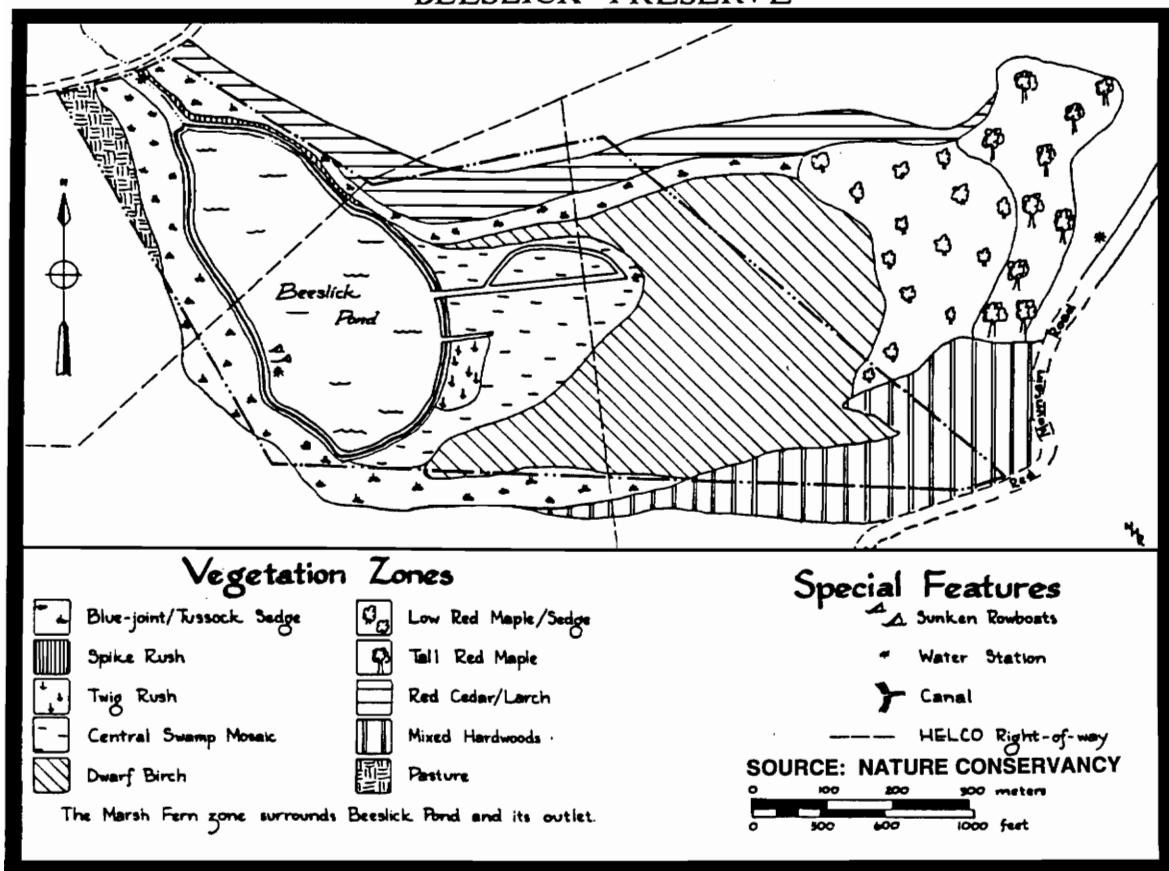 BEESLICK PRESERVE
N
Beeslick
Pond
Red Mountain Road
Vegetation Zones
Blue-joint/Tussock Sedge
Spike Rush
Twig Rush
Central Swamp Mosaic
Dwarf Birch
Low Red Maple/Sedge
Tall Red Maple
Red Cedar/Larch
Mixed Hardwoods
Pasture
The Marsh Fern zone surrounds Beeslick Pond and its outlet.
Special Features
Sunken Rowboats
Water Station
Canal
HELCO Right-of-way
SOURCE: NATURE CONSERVANCY
0 100 200 300 meters
0 300 600 1000 feet